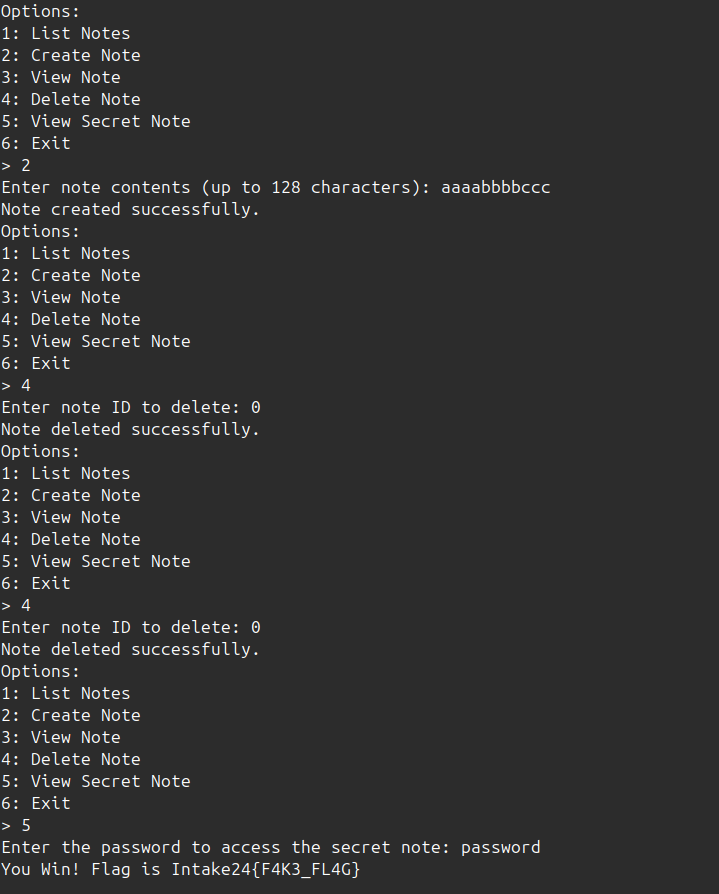 Options:
1: List Notes
2: Create Note
3: View Note
4: Delete Note
5: View Secret Note
6: Exit
> 2
Enter note contents (up to 128 characters): aaaabbbbccc
Note created successfully.
Options:
1: List Notes
2: Create Note
3: View Note
4: Delete Note
5: View Secret Note
6: Exit
> 4
Enter note ID to delete: 0
Note deleted successfully.
Options:
1: List Notes
2: Create Note
3: View Note
4: Delete Note
5: View Secret Note
6: Exit
> 4
Enter note ID to delete: 0
Note deleted successfully.
Options:
1: List Notes
2: Create Note
3: View Note
4: Delete Note
5: View Secret Note
6: Exit
> 5
Enter the password to access the secret note: password
You Win! Flag is Intake24{F4K3_FL4G}